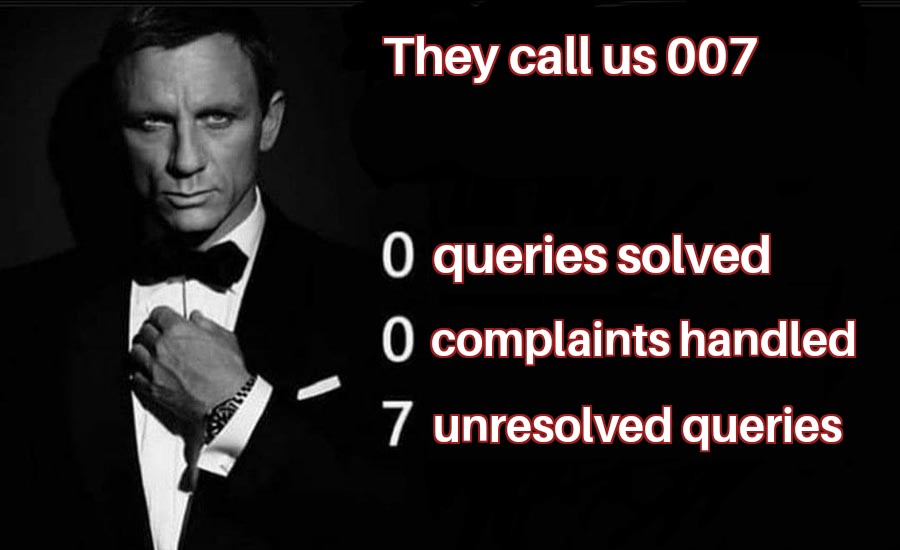 They call us 007
0 queries solved
0 complaints handled
7 unresolved queries